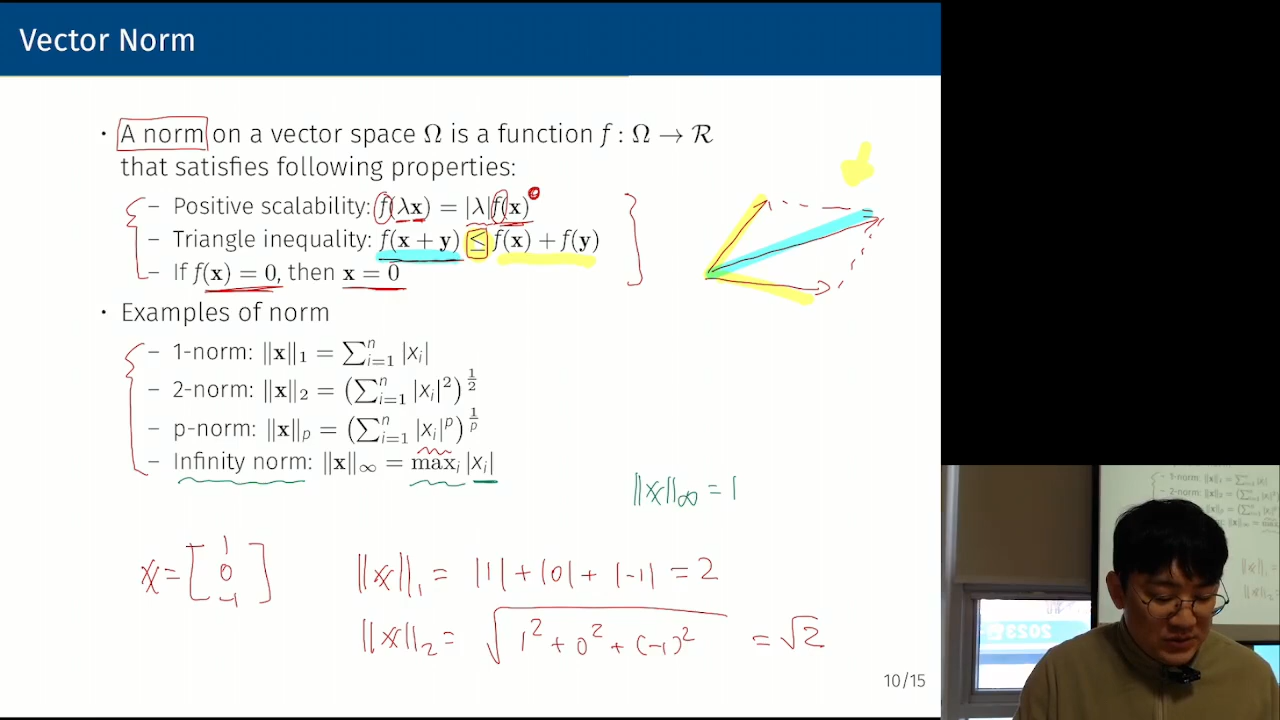 Vector Norm
· A norm on a vector space Ω is a function f : Ω → R
that satisfies following properties:
– Positive scalability: f(λx) = |λ|f(x)
– Triangle inequality: f(x + y) ≤ f(x) + f(y)
– If f(x) = 0, then x = 0
· Examples of norm
– 1-norm: ‖x‖₁ = ∑ⁿᵢ₌₁ |xᵢ|
– 2-norm: ‖x‖₂ = (∑ⁿᵢ₌₁ |xᵢ|²)^(1/2)
– p-norm: ‖x‖ₚ = (∑ⁿᵢ₌₁ |xᵢ|ᵖ)^(1/p)
– Infinity norm: ‖x‖∞ = maxᵢ |xᵢ|
‖x‖∞ = 1
x = [1 0 -1]
‖x‖₁ = |1| + |0| + |-1| = 2
‖x‖₂ = √(1² + 0² + (-1)²) = √2
10/15